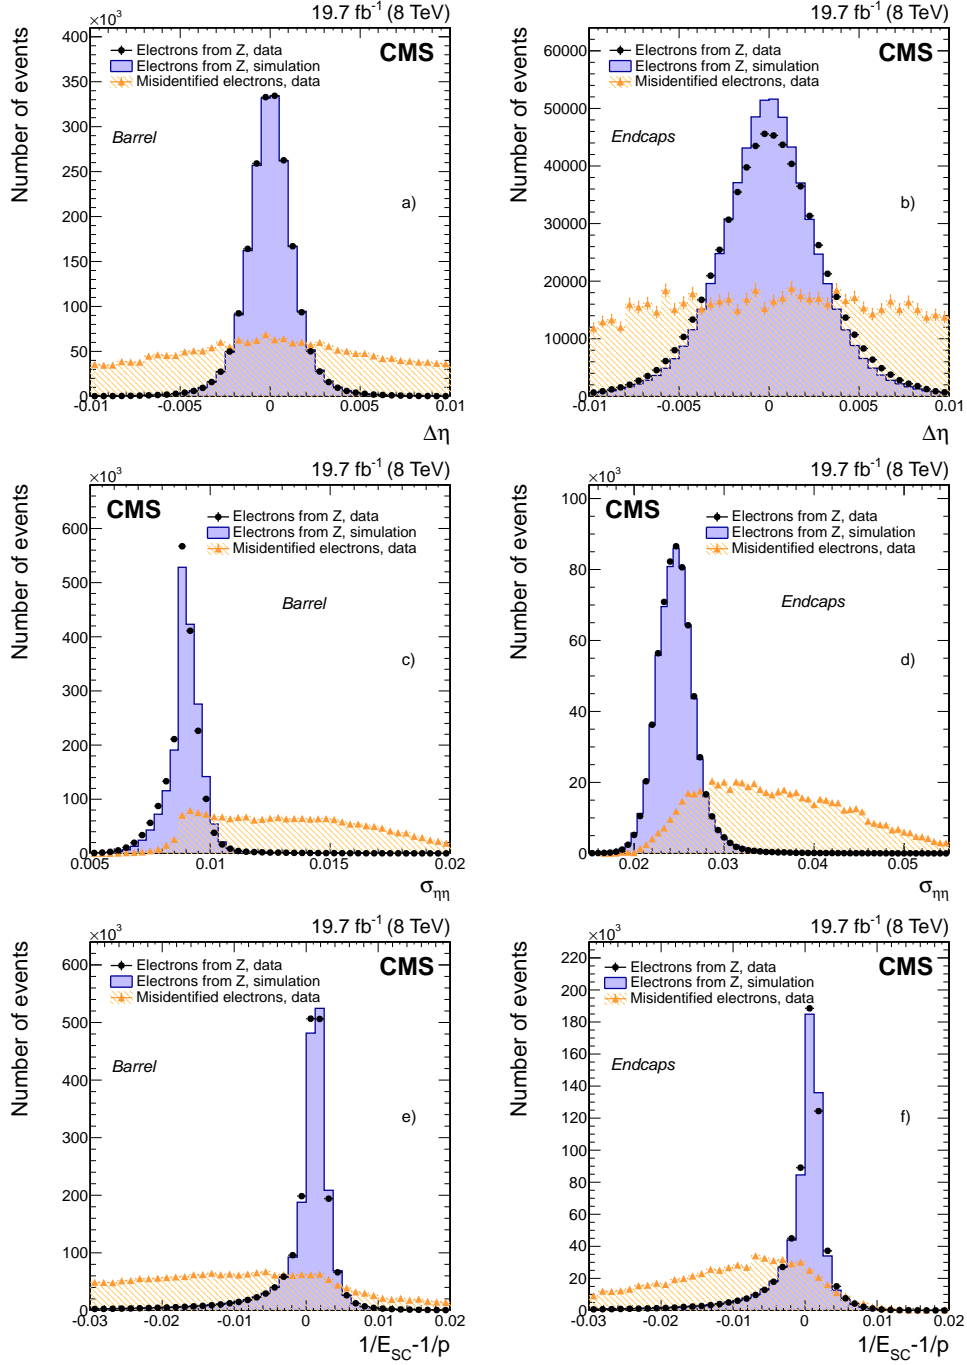 19.7 fb⁻¹ (8 TeV)
×10³
Number of events
400
350
300
250
200
150
100
50
0
Electrons from Z, data
Electrons from Z, simulation
Misidentified electrons, data
CMS
Barrel
a)
-0.01 -0.005 0 0.005 0.01
Δη
19.7 fb⁻¹ (8 TeV)
Number of events
60000
50000
40000
30000
20000
10000
0
Electrons from Z, data
Electrons from Z, simulation
Misidentified electrons, data
CMS
Endcaps
b)
-0.01 -0.005 0 0.005 0.01
Δη
19.7 fb⁻¹ (8 TeV)
×10³
Number of events
600
500
400
300
200
100
0
CMS
Electrons from Z, data
Electrons from Z, simulation
Misidentified electrons, data
Barrel
c)
0.005 0.01 0.015 0.02
σηη
19.7 fb⁻¹ (8 TeV)
×10³
Number of events
100
80
60
40
20
0
CMS
Electrons from Z, data
Electrons from Z, simulation
Misidentified electrons, data
Endcaps
d)
0.02 0.03 0.04 0.05
σηη
19.7 fb⁻¹ (8 TeV)
×10³
Number of events
600
500
400
300
200
100
0
Electrons from Z, data
Electrons from Z, simulation
Misidentified electrons, data
CMS
Barrel
e)
-0.03 -0.02 -0.01 0 0.01 0.02
1/E_SC-1/p
19.7 fb⁻¹ (8 TeV)
×10³
Number of events
220
200
180
160
140
120
100
80
60
40
20
0
Electrons from Z, data
Electrons from Z, simulation
Misidentified electrons, data
CMS
Endcaps
f)
-0.03 -0.02 -0.01 0 0.01 0.02
1/E_SC-1/p